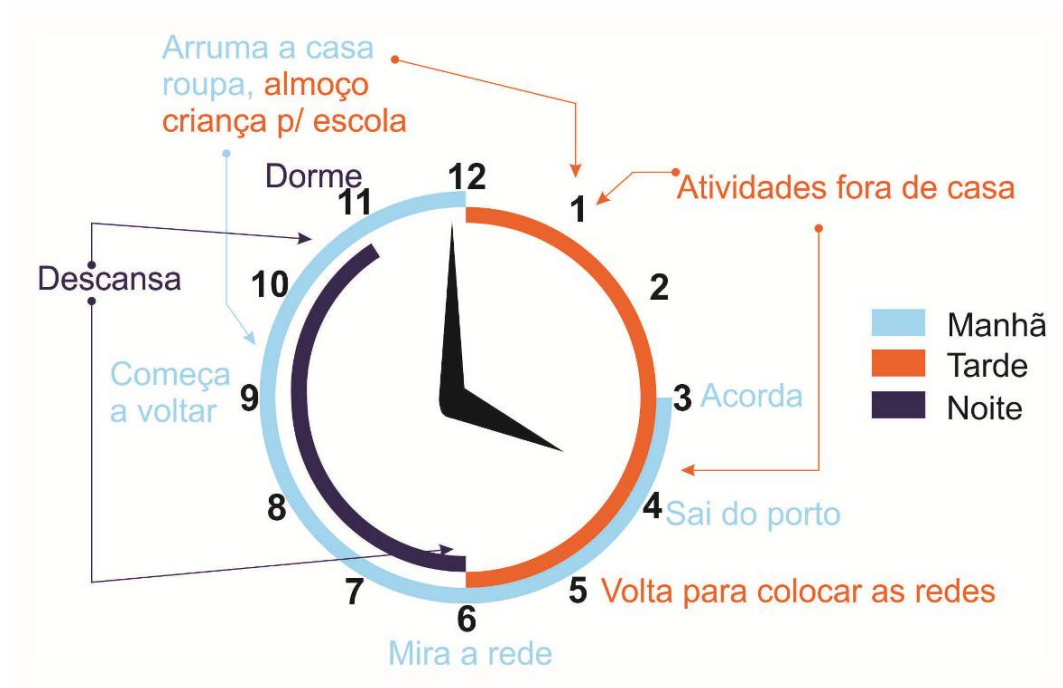 Arruma a casa
roupa, almoço
criança p/ escola
Dorme
12
11
1
Atividades fora de casa
Descansa
10
2
Manhã
Começa
a voltar
9
3 Acorda
Tarde
Noite
8
4 Sai do porto
7
5 Volta para colocar as redes
6
Mira a rede